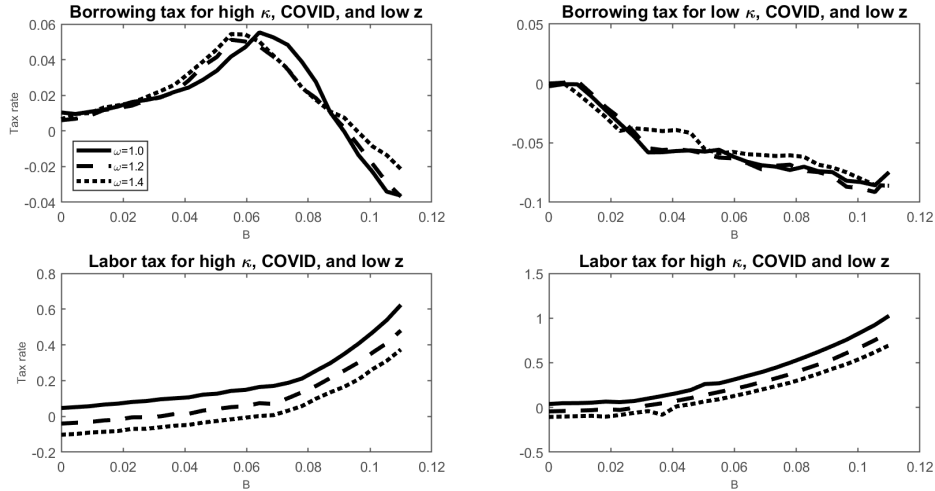 Borrowing tax for high κ, COVID, and low z
0.06
0.04
0.02
0
-0.02
-0.04
Tax rate
ω=1.0
ω=1.2
ω=1.4
0 0.02 0.04 0.06 0.08 0.1 0.12
B
Borrowing tax for low κ, COVID, and low z
0.05
0
-0.05
-0.1
0 0.02 0.04 0.06 0.08 0.1 0.12
B
Labor tax for high κ, COVID, and low z
0.8
0.6
0.4
0.2
0
-0.2
Tax rate
0 0.02 0.04 0.06 0.08 0.1 0.12
B
Labor tax for high κ, COVID and low z
1.5
1
0.5
0
-0.5
0 0.02 0.04 0.06 0.08 0.1 0.12
B